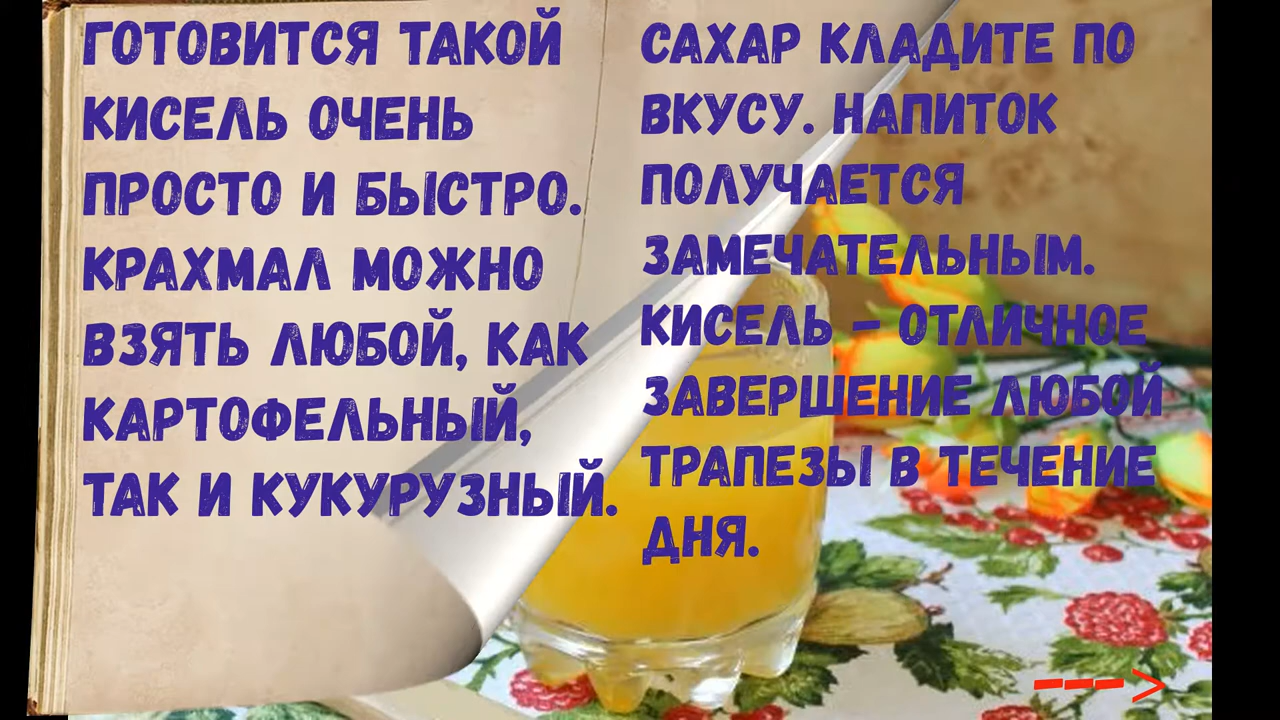 ГОТОВИТСЯ ТАКОЙ
КИСЕЛЬ ОЧЕНЬ
ПРОСТО И БЫСТРО.
КРАХМАЛ МОЖНО
ВЗЯТЬ ЛЮБОЙ, КАК
КАРТОФЕЛЬНЫЙ,
ТАК И КУКУРУЗНЫЙ.
САХАР КЛАДИТЕ ПО
ВКУСУ. НАПИТОК
ПОЛУЧАЕТСЯ
ЗАМЕЧАТЕЛЬНЫМ.
КИСЕЛЬ - ОТЛИЧНОЕ
ЗАВЕРШЕНИЕ ЛЮБОЙ
ТРАПЕЗЫ В ТЕЧЕНИЕ
ДНЯ.
--->